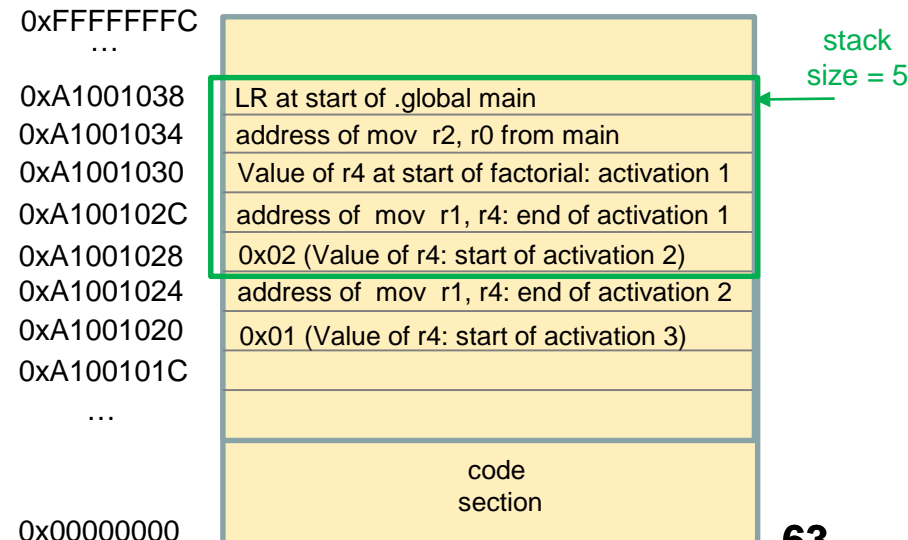 0xFFFFFFFC
…
stack
size = 5
0xA1001038 LR at start of .global main
0xA1001034 address of mov r2, r0 from main
0xA1001030 Value of r4 at start of factorial: activation 1
0xA100102C address of mov r1, r4: end of activation 1
0xA1001028 0x02 (Value of r4: start of activation 2)
0xA1001024 address of mov r1, r4: end of activation 2
0xA1001020 0x01 (Value of r4: start of activation 3)
0xA100101C
…
code
section
0x00000000
63